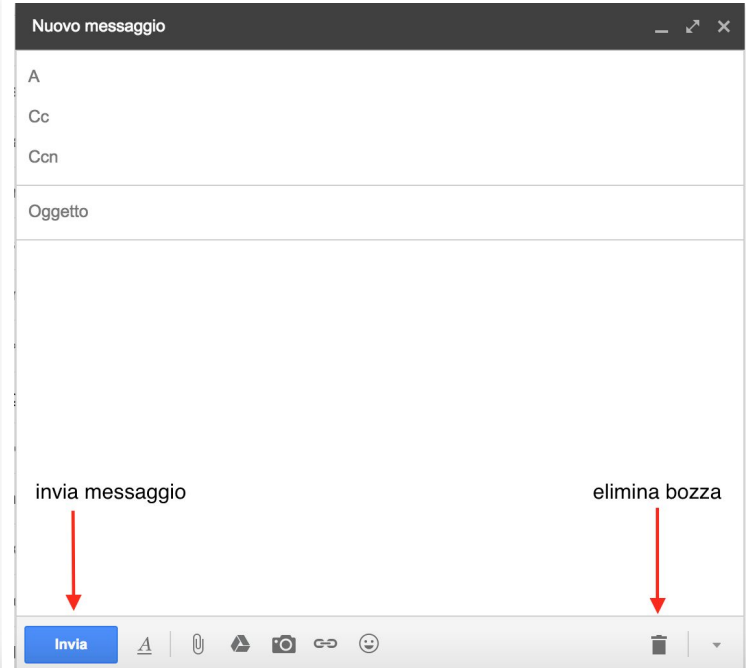 Nuovo messaggio
A
Cc
Ccn
Oggetto
invia messaggio
elimina bozza
Invia
A